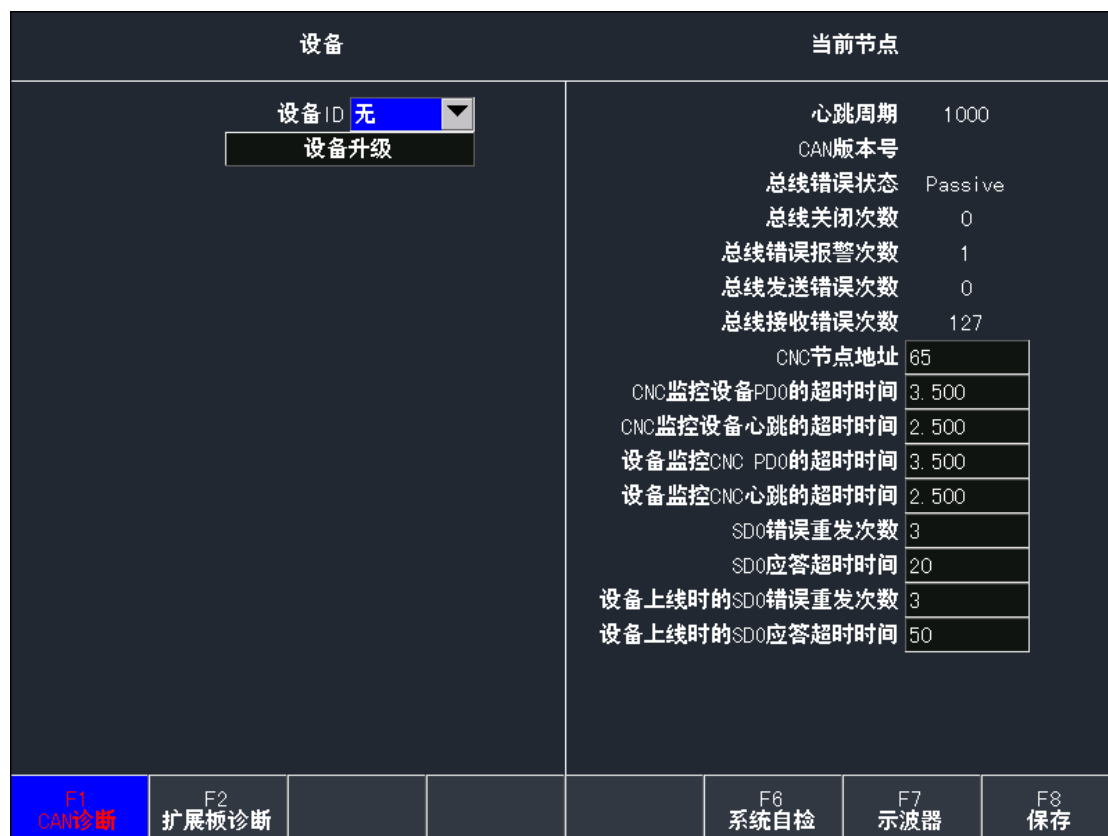 设备
当前节点
设备ID 无
设备升级
心跳周期 1000
CAN版本号
总线错误状态 Passive
总线关闭次数 0
总线错误报警次数 1
总线发送错误次数 0
总线接收错误次数 127
CNC节点地址 65
CNC监控设备PDO的超时时间 3.500
CNC监控设备心跳的超时时间 2.500
设备监控CNC PDO的超时时间 3.500
设备监控CNC心跳的超时时间 2.500
SDO错误重发次数 3
SDO应答超时时间 20
设备上线时的SDO错误重发次数 3
设备上线时的SDO应答超时时间 50
F1
CAN诊断
F2
扩展板诊断
F6
系统自检
F7
示波器
F8
保存